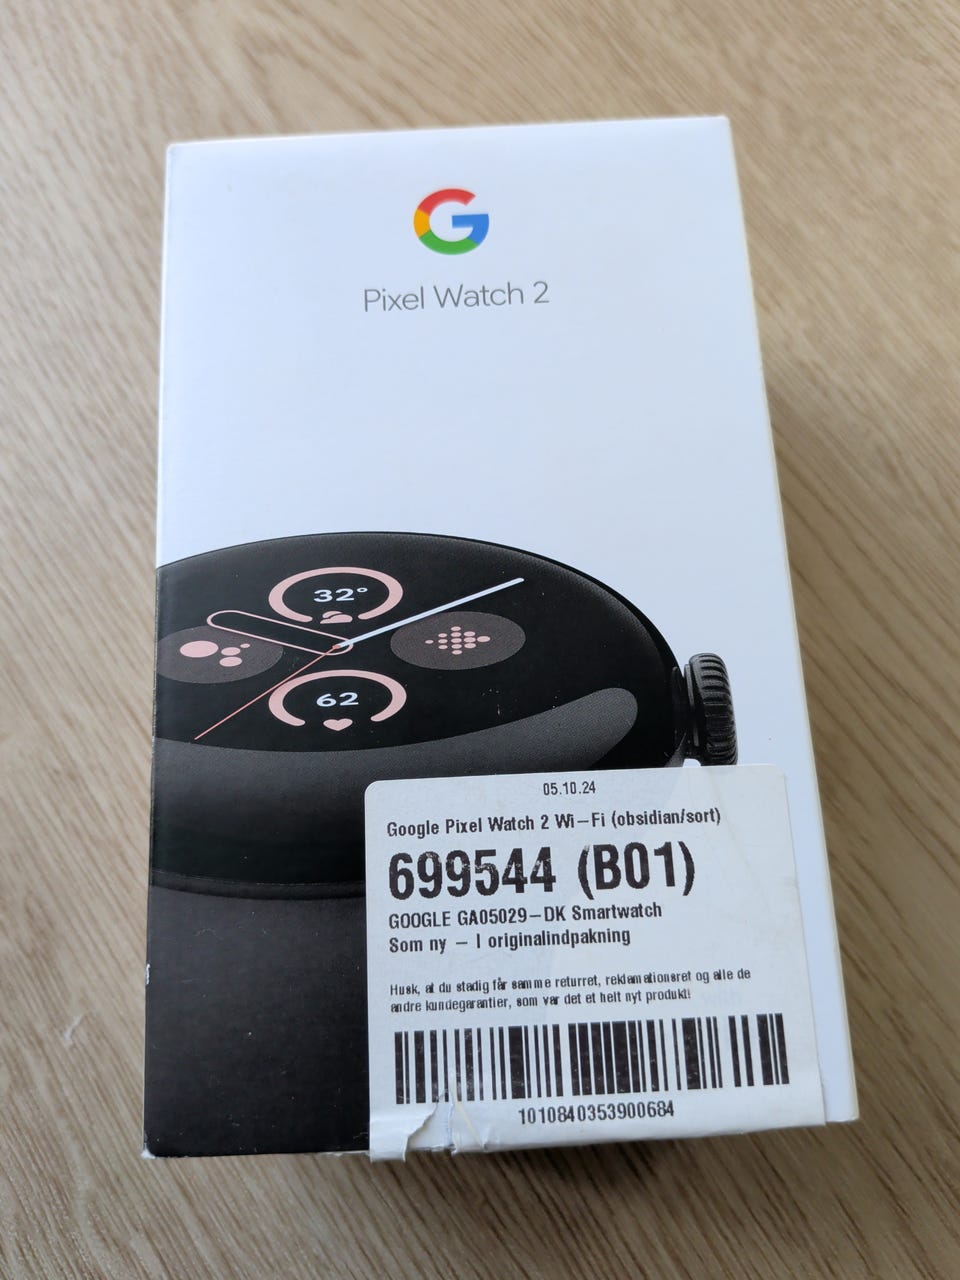 G
Pixel Watch 2
32°
62
05.10.24
Google Pixel Watch 2 Wi-Fi (obsidian/sort)
699544 (B01)
GOOGLE GA05029-DK Smartwatch
Som ny - I originalindpakning
Husk, at du stadig får samme returret, reklamationsret og alle de
andre kundegarantier, som var det et helt nyt produkt!
1010840353900684